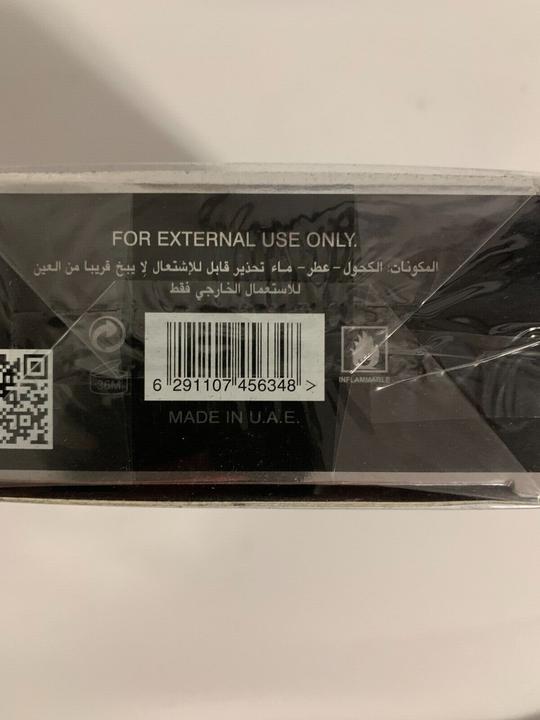 FOR EXTERNAL USE ONLY.
المكونات: الكحول - عطر - ماء تحذير قابل للإشتعال لا يبخ قريبا من العين
للاستعمال الخارجي فقط
36M
6 291107 456348 >
INFLAMMABLE
MADE IN U.A.E.